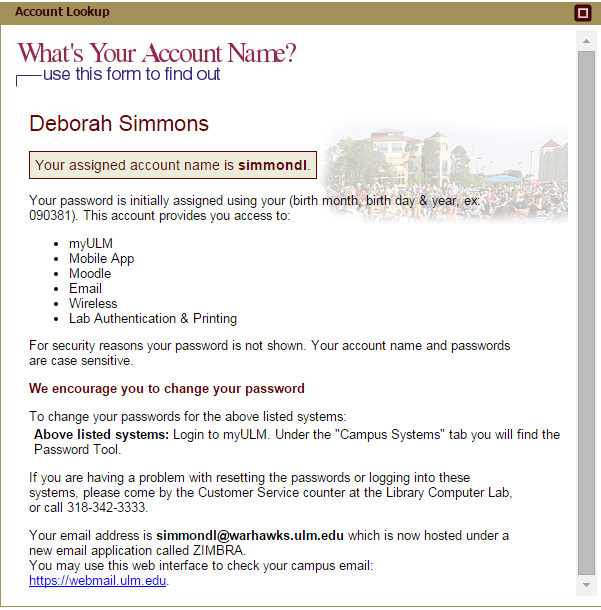 Account Lookup
What's Your Account Name?
use this form to find out
Deborah Simmons
Your assigned account name is simmondl.
Your password is initially assigned using your (birth month, birth day & year, ex:
090381). This account provides you access to:
• myULM
• Mobile App
• Moodle
• Email
• Wireless
• Lab Authentication & Printing
For security reasons your password is not shown. Your account name and passwords
are case sensitive.
We encourage you to change your password
To change your passwords for the above listed systems:
Above listed systems: Login to myULM. Under the "Campus Systems" tab you will find the
Password Tool.
If you are having a problem with resetting the passwords or logging into these
systems, please come by the Customer Service counter at the Library Computer Lab,
or call 318-342-3333.
Your email address is simmondl@warhawks.ulm.edu which is now hosted under a
new email application called ZIMBRA.
You may use this web interface to check your campus email:
https://webmail.ulm.edu.